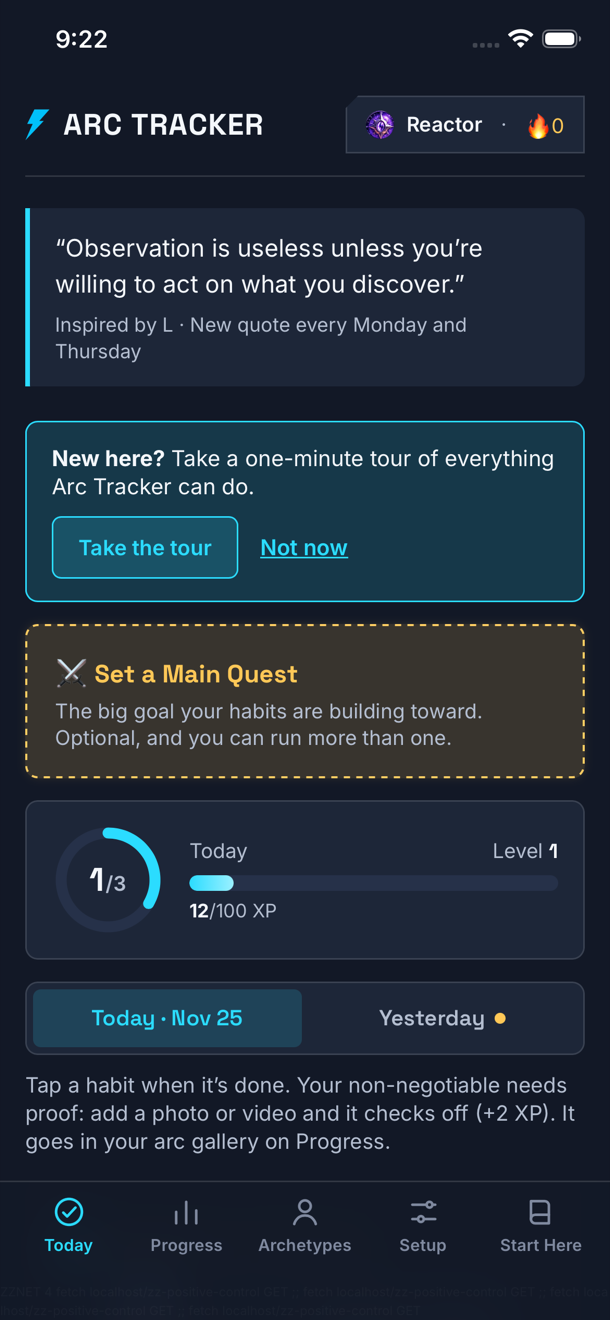 9:22
ARC TRACKER
Reactor · 🔥0
“Observation is useless unless you’re
willing to act on what you discover.”
Inspired by L · New quote every Monday and
Thursday
New here? Take a one-minute tour of everything
Arc Tracker can do.
Take the tour
Not now
⚔️ Set a Main Quest
The big goal your habits are building toward.
Optional, and you can run more than one.
1/3
Today
Level 1
12/100 XP
Today · Nov 25
Yesterday
Tap a habit when it’s done. Your non-negotiable needs
proof: add a photo or video and it checks off (+2 XP). It
goes in your arc gallery on Progress.
Today
Progress
Archetypes
Setup
Start Here